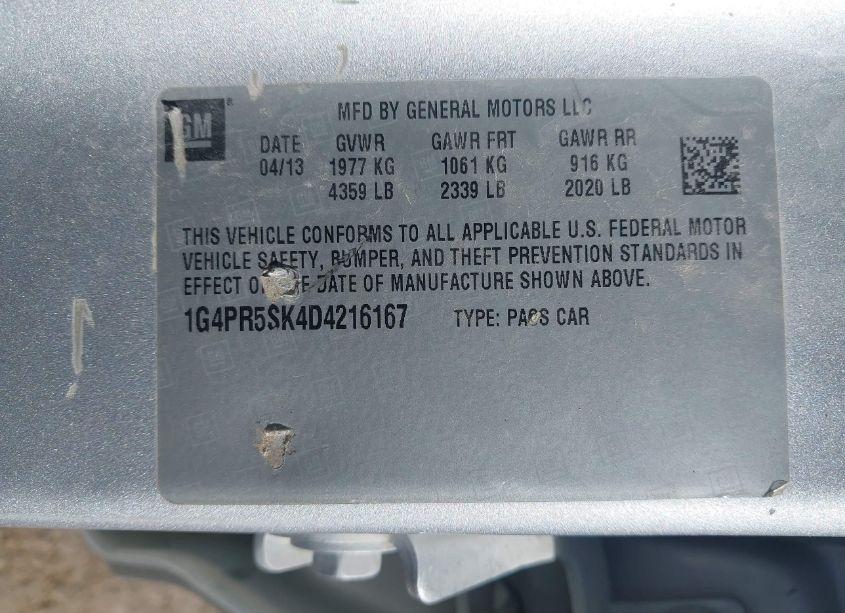 GM®
MFD BY GENERAL MOTORS LLC
DATE GVWR GAWR FRT GAWR RR
04/13 1977 KG 1061 KG 916 KG
4359 LB 2339 LB 2020 LB
THIS VEHICLE CONFORMS TO ALL APPLICABLE U.S. FEDERAL MOTOR
VEHICLE SAFETY, BUMPER, AND THEFT PREVENTION STANDARDS IN
EFFECT ON THE DATE OF MANUFACTURE SHOWN ABOVE.
1G4PR5SK4D4216167 TYPE: PASS CAR